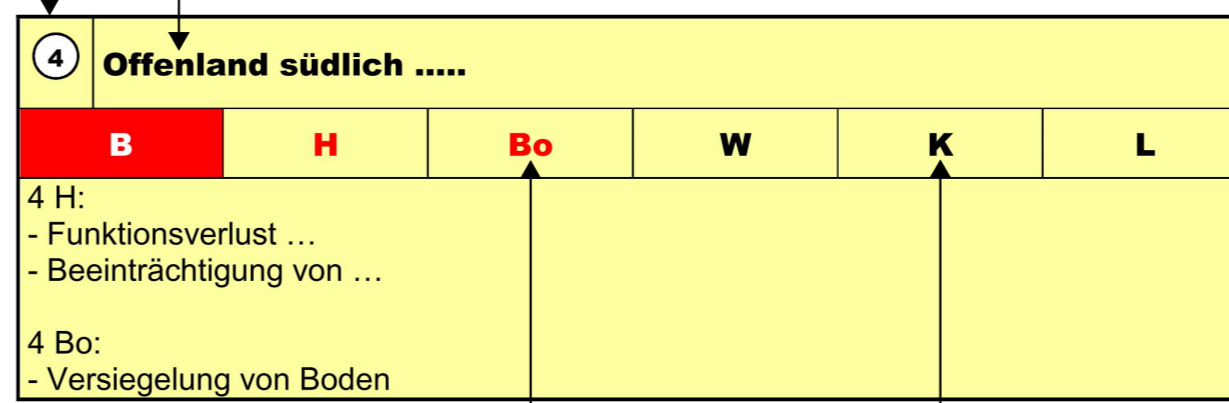 4 Offenland südlich .....
B H Bo W K L
4 H:
- Funktionsverlust …
- Beeinträchtigung von …
4 Bo:
- Versiegelung von Boden